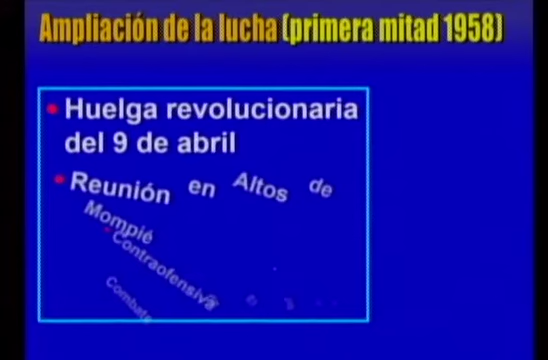 Ampliación de la lucha (primera mitad 1958)
Huelga revolucionaria
del 9 de abril
Reunión en Altos de
Mompié
Contraofensiva
Combate